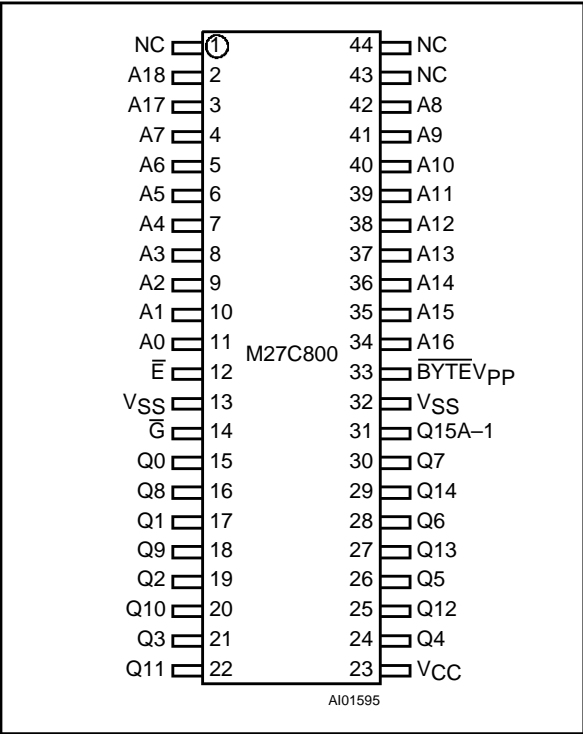 NC 1 44 NC
A18 2 43 NC
A17 3 42 A8
A7 4 41 A9
A6 5 40 A10
A5 6 39 A11
A4 7 38 A12
A3 8 37 A13
A2 9 36 A14
A1 10 35 A15
A0 11 34 A16
M27C800
E̅ 12 33 B̅Y̅T̅E̅VPP
VSS 13 32 VSS
G̅ 14 31 Q15A–1
Q0 15 30 Q7
Q8 16 29 Q14
Q1 17 28 Q6
Q9 18 27 Q13
Q2 19 26 Q5
Q10 20 25 Q12
Q3 21 24 Q4
Q11 22 23 VCC
AI01595